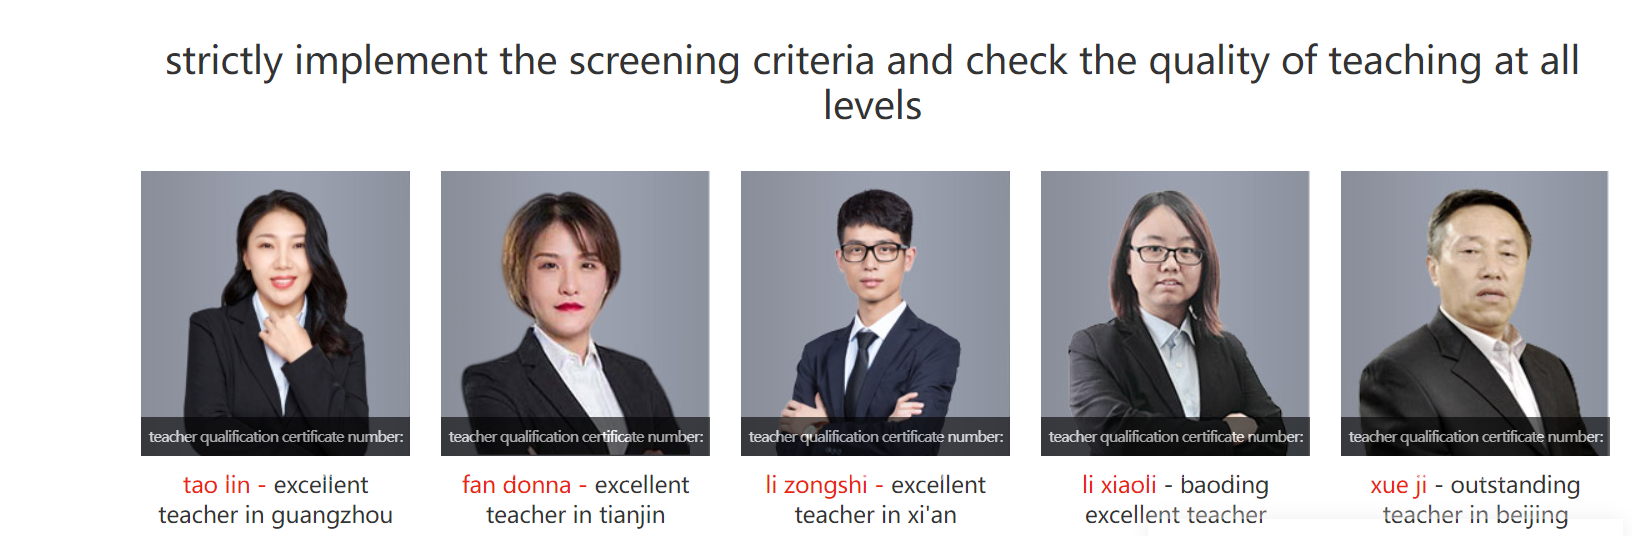 strictly implement the screening criteria and check the quality of teaching at all
levels
teacher qualification certificate number:
teacher qualification certificate number:
teacher qualification certificate number:
teacher qualification certificate number:
teacher qualification certificate number:
tao lin - excellent
teacher in guangzhou
fan donna - excellent
teacher in tianjin
li zongshi - excellent
teacher in xi'an
li xiaoli - baoding
excellent teacher
xue ji - outstanding
teacher in beijing